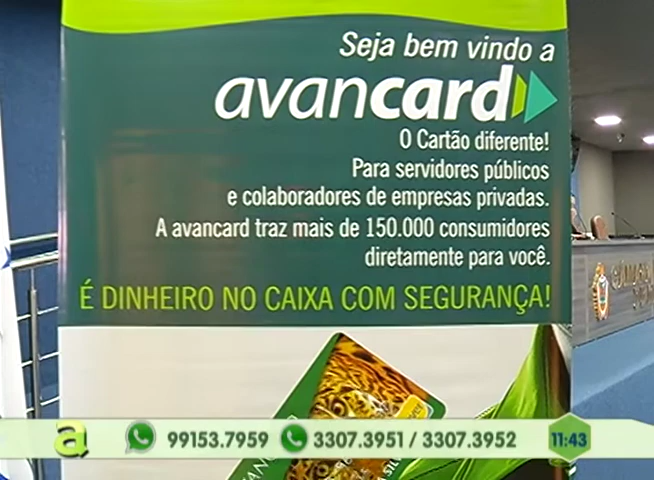 Seja bem vindo a
avancard
O Cartão diferente!
Para servidores públicos
e colaboradores de empresas privadas.
A avancard traz mais de 150.000 consumidores
diretamente para você.
É DINHEIRO NO CAIXA COM SEGURANÇA!
a 99153.7959 3307.3951 / 3307.3952 11:43